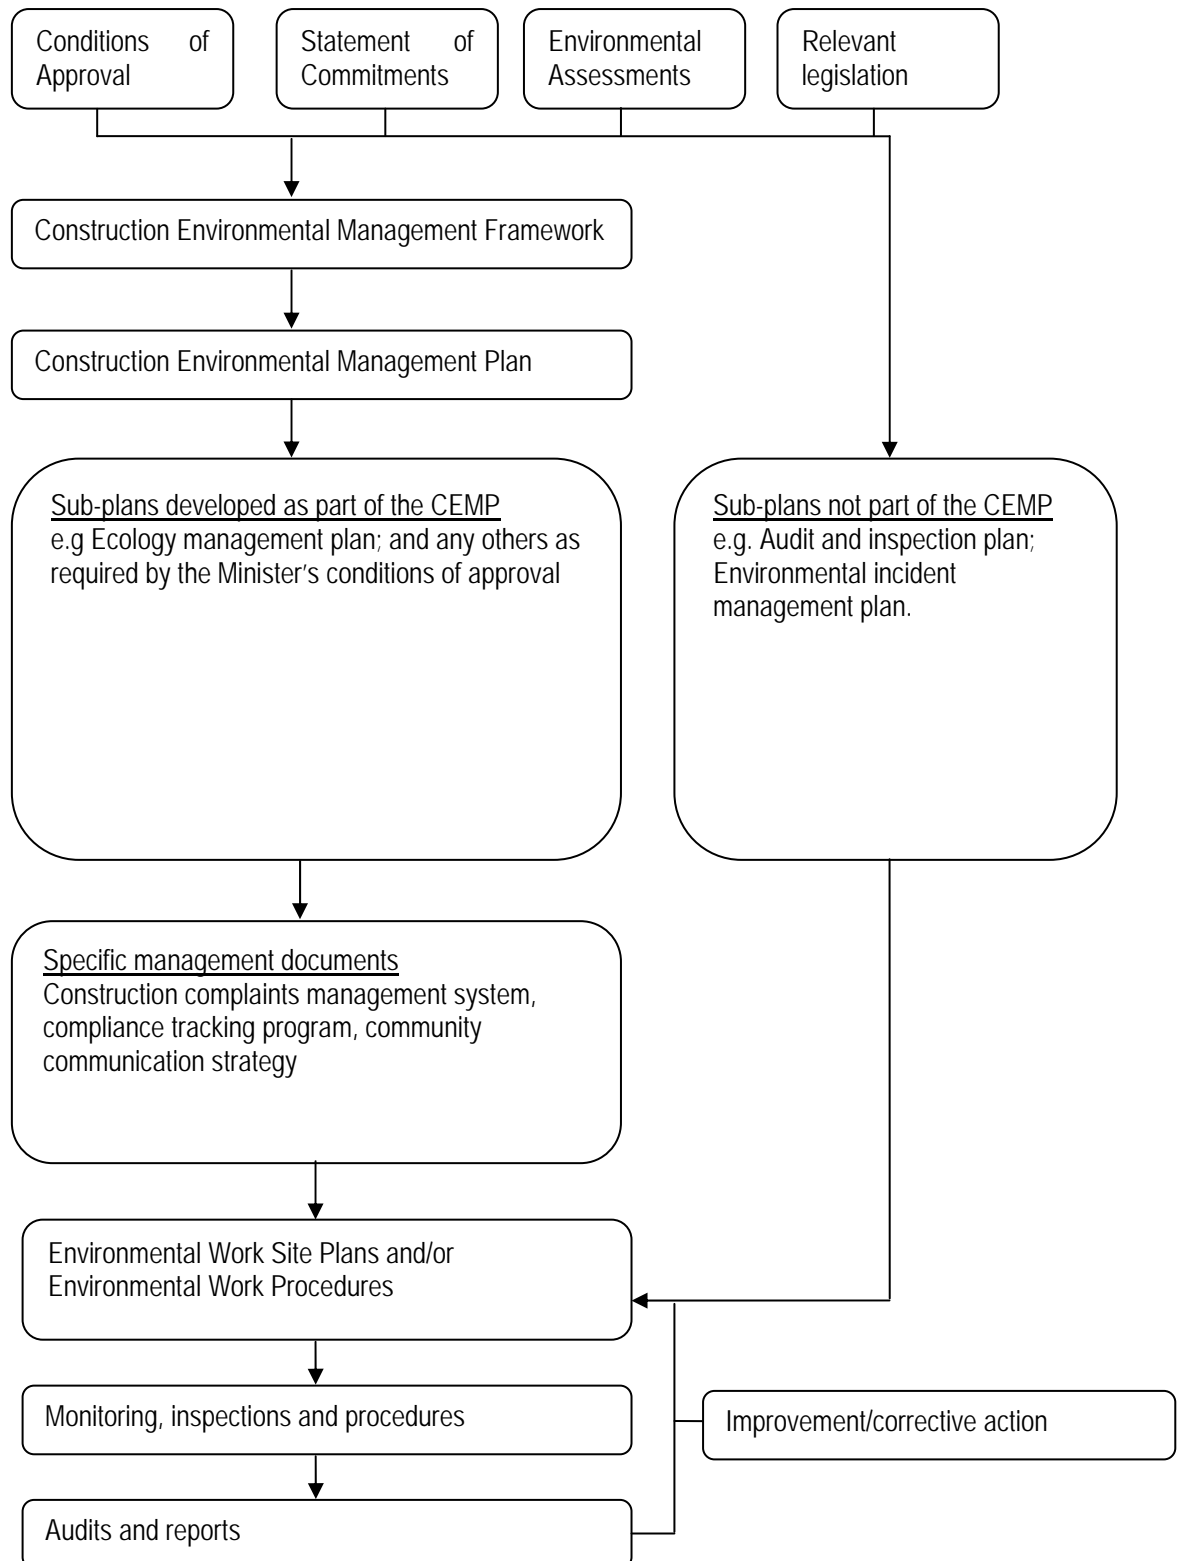 Conditions of
Approval
Statement of
Commitments
Environmental
Assessments
Relevant
legislation
Construction Environmental Management Framework
Construction Environmental Management Plan
Sub-plans developed as part of the CEMP
e.g Ecology management plan; and any others as
required by the Minister’s conditions of approval
Sub-plans not part of the CEMP
e.g. Audit and inspection plan;
Environmental incident
management plan.
Specific management documents
Construction complaints management system,
compliance tracking program, community
communication strategy
Environmental Work Site Plans and/or
Environmental Work Procedures
Monitoring, inspections and procedures
Improvement/corrective action
Audits and reports